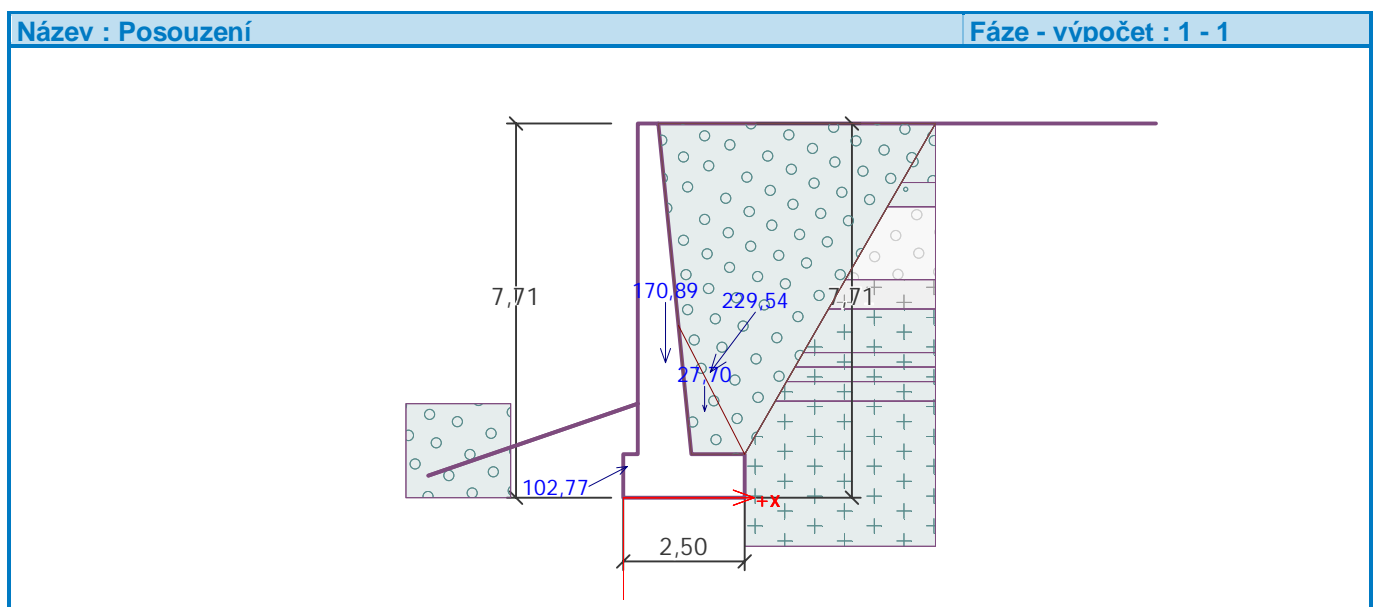 Název : Posouzení
Fáze - výpočet : 1 - 1
7,71
170,89
229,54
7,71
27,70
102,77
+x
2,50